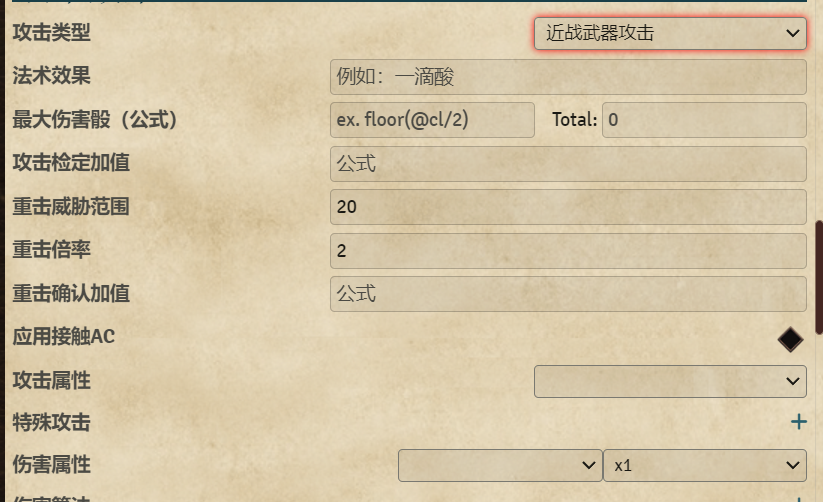 攻击类型 近战武器攻击
法术效果 例如：一滴酸
最大伤害骰（公式） ex. floor(@cl/2) Total: 0
攻击检定加值 公式
重击威胁范围 20
重击倍率 2
重击确认加值 公式
应用接触AC
攻击属性
特殊攻击
伤害属性 x1